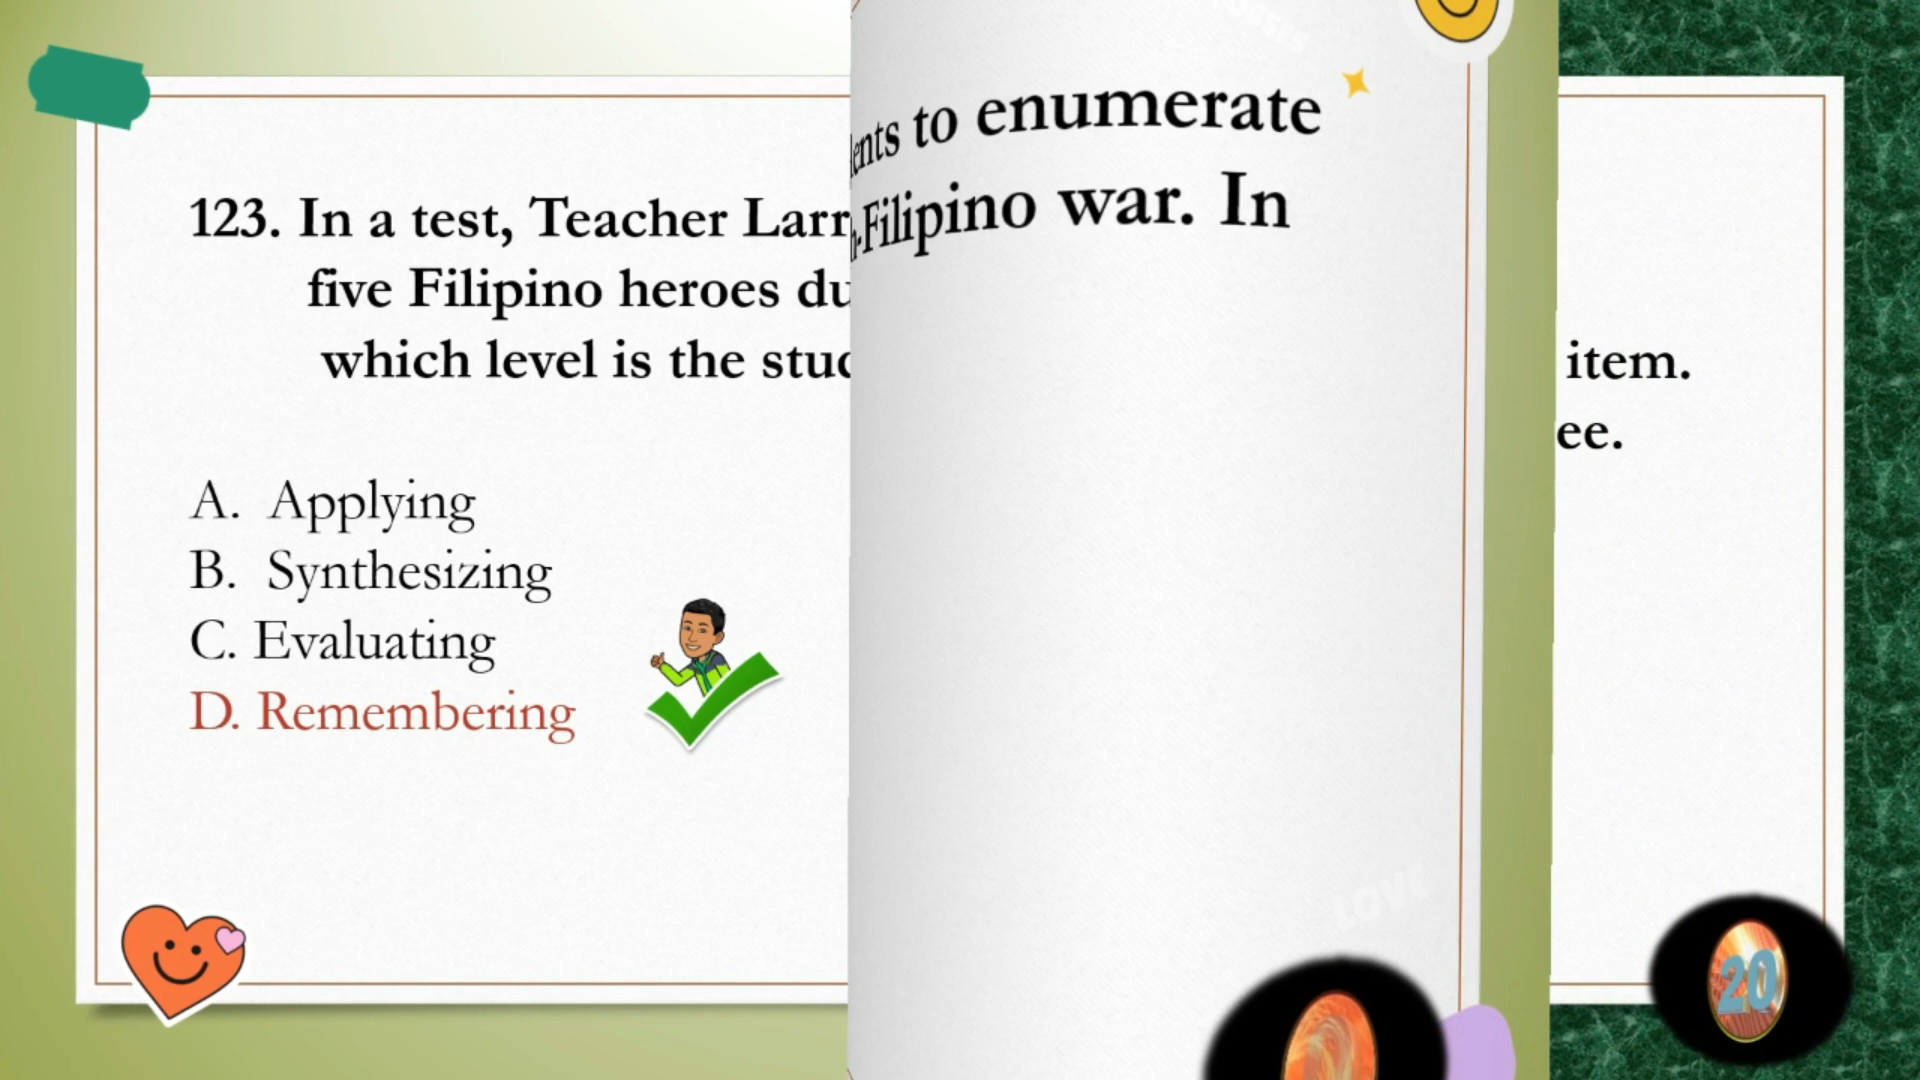 123. In a test, Teacher Larr
five Filipino heroes du
which level is the stud
A. Applying
B. Synthesizing
C. Evaluating
D. Remembering
ents to enumerate
-Filipino war. In
LOVE
item.
ee.
20